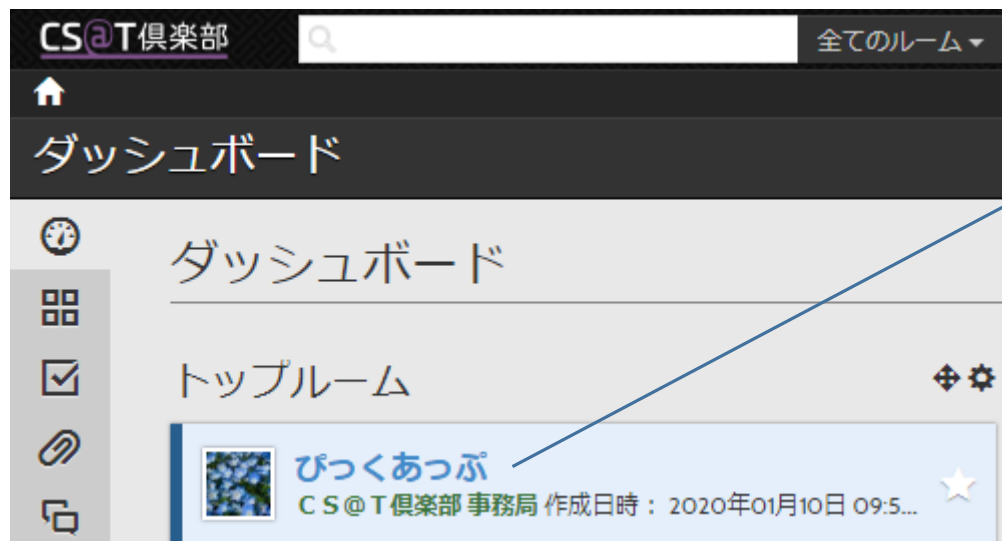 CS@T倶楽部 全てのルーム
ダッシュボード
ダッシュボード
トップルーム
ぴっくあっぷ
ＣＳ＠Ｔ倶楽部 事務局 作成日時： 2020年01月10日 09:5...